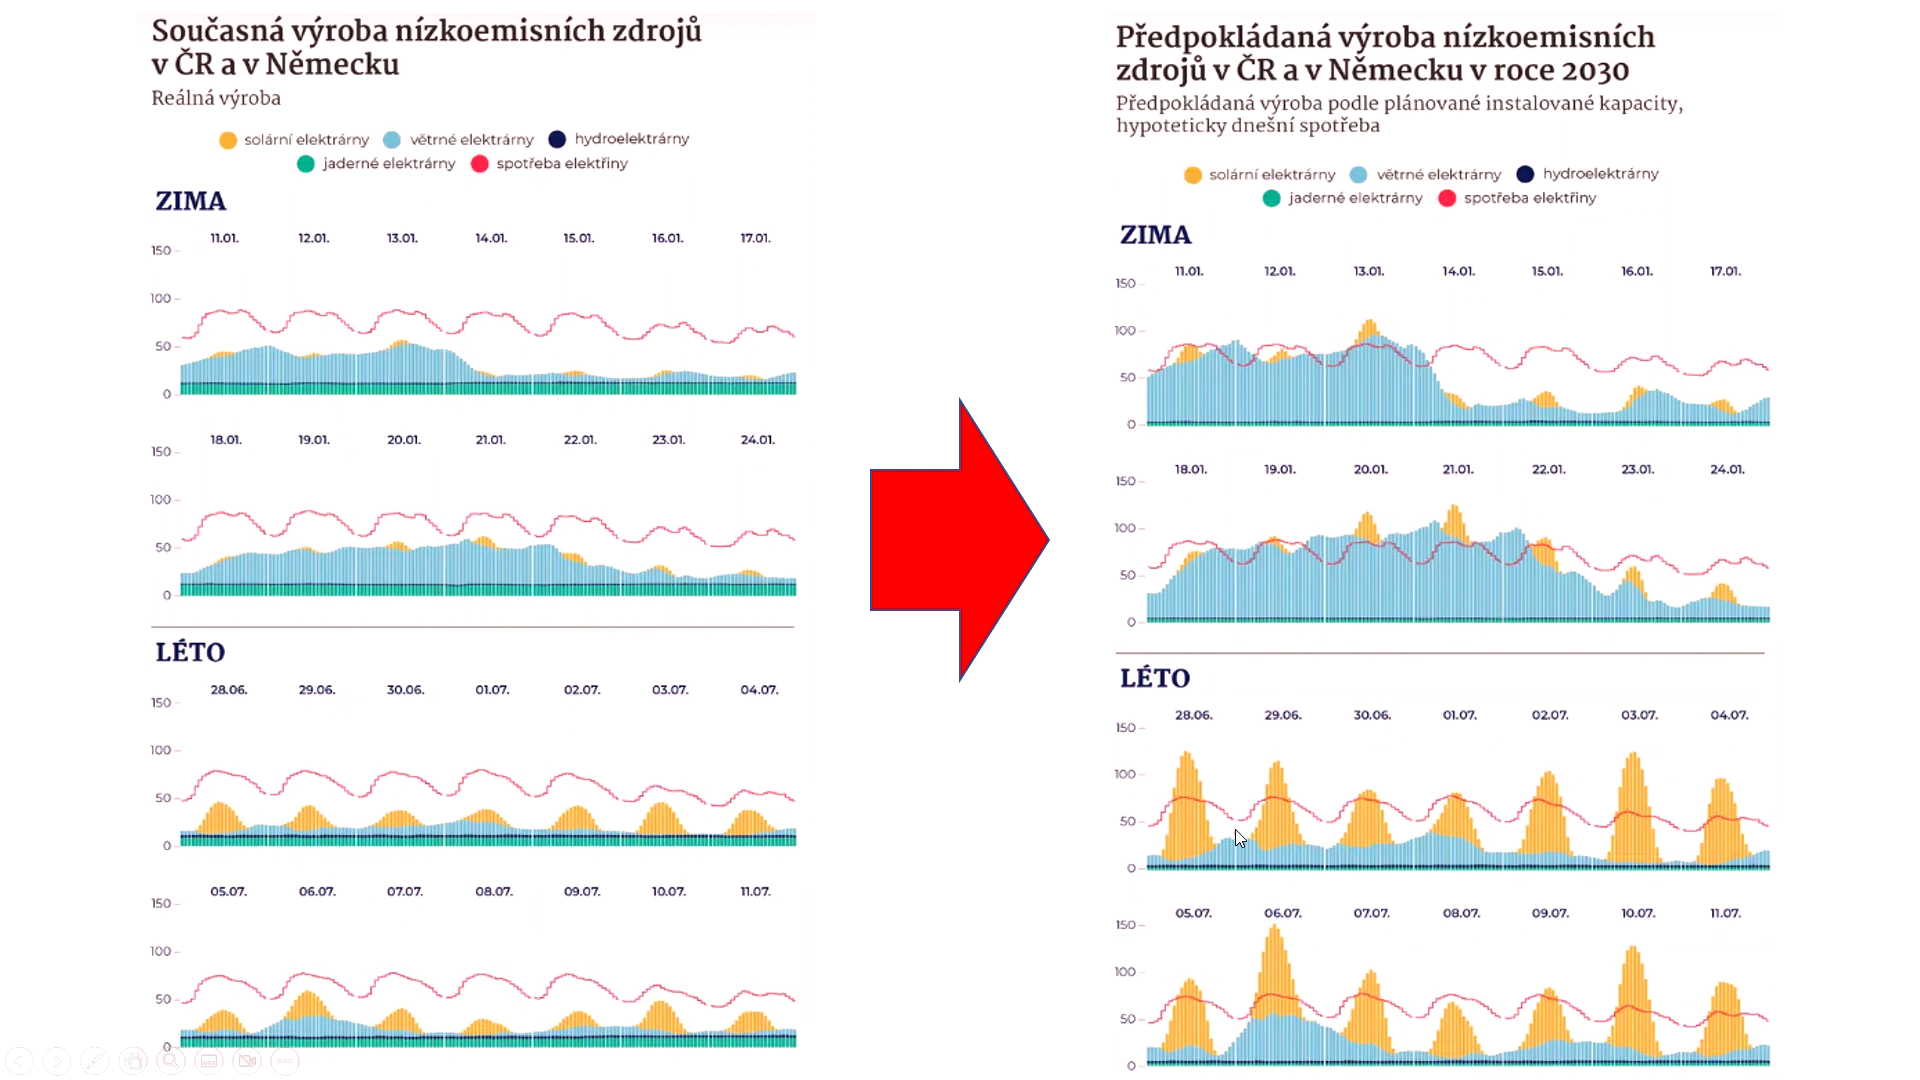 Současná výroba nízkoemisních zdrojů
v ČR a v Německu
Reálná výroba
solární elektrárny větrné elektrárny hydroelektrárny
jaderné elektrárny spotřeba elektřiny
ZIMA
11.01. 12.01. 13.01. 14.01. 15.01. 16.01. 17.01.
150
100
50
0
18.01. 19.01. 20.01. 21.01. 22.01. 23.01. 24.01.
150
100
50
0
LÉTO
28.06. 29.06. 30.06. 01.07. 02.07. 03.07. 04.07.
150
100
50
0
05.07. 06.07. 07.07. 08.07. 09.07. 10.07. 11.07.
150
100
50
0
Předpokládaná výroba nízkoemisních
zdrojů v ČR a v Německu v roce 2030
Předpokládaná výroba podle plánované instalované kapacity,
hypoteticky dnešní spotřeba
solární elektrárny větrné elektrárny hydroelektrárny
jaderné elektrárny spotřeba elektřiny
ZIMA
11.01. 12.01. 13.01. 14.01. 15.01. 16.01. 17.01.
150
100
50
0
18.01. 19.01. 20.01. 21.01. 22.01. 23.01. 24.01.
150
100
50
0
LÉTO
28.06. 29.06. 30.06. 01.07. 02.07. 03.07. 04.07.
150
100
50
0
05.07. 06.07. 07.07. 08.07. 09.07. 10.07. 11.07.
150
100
50
0